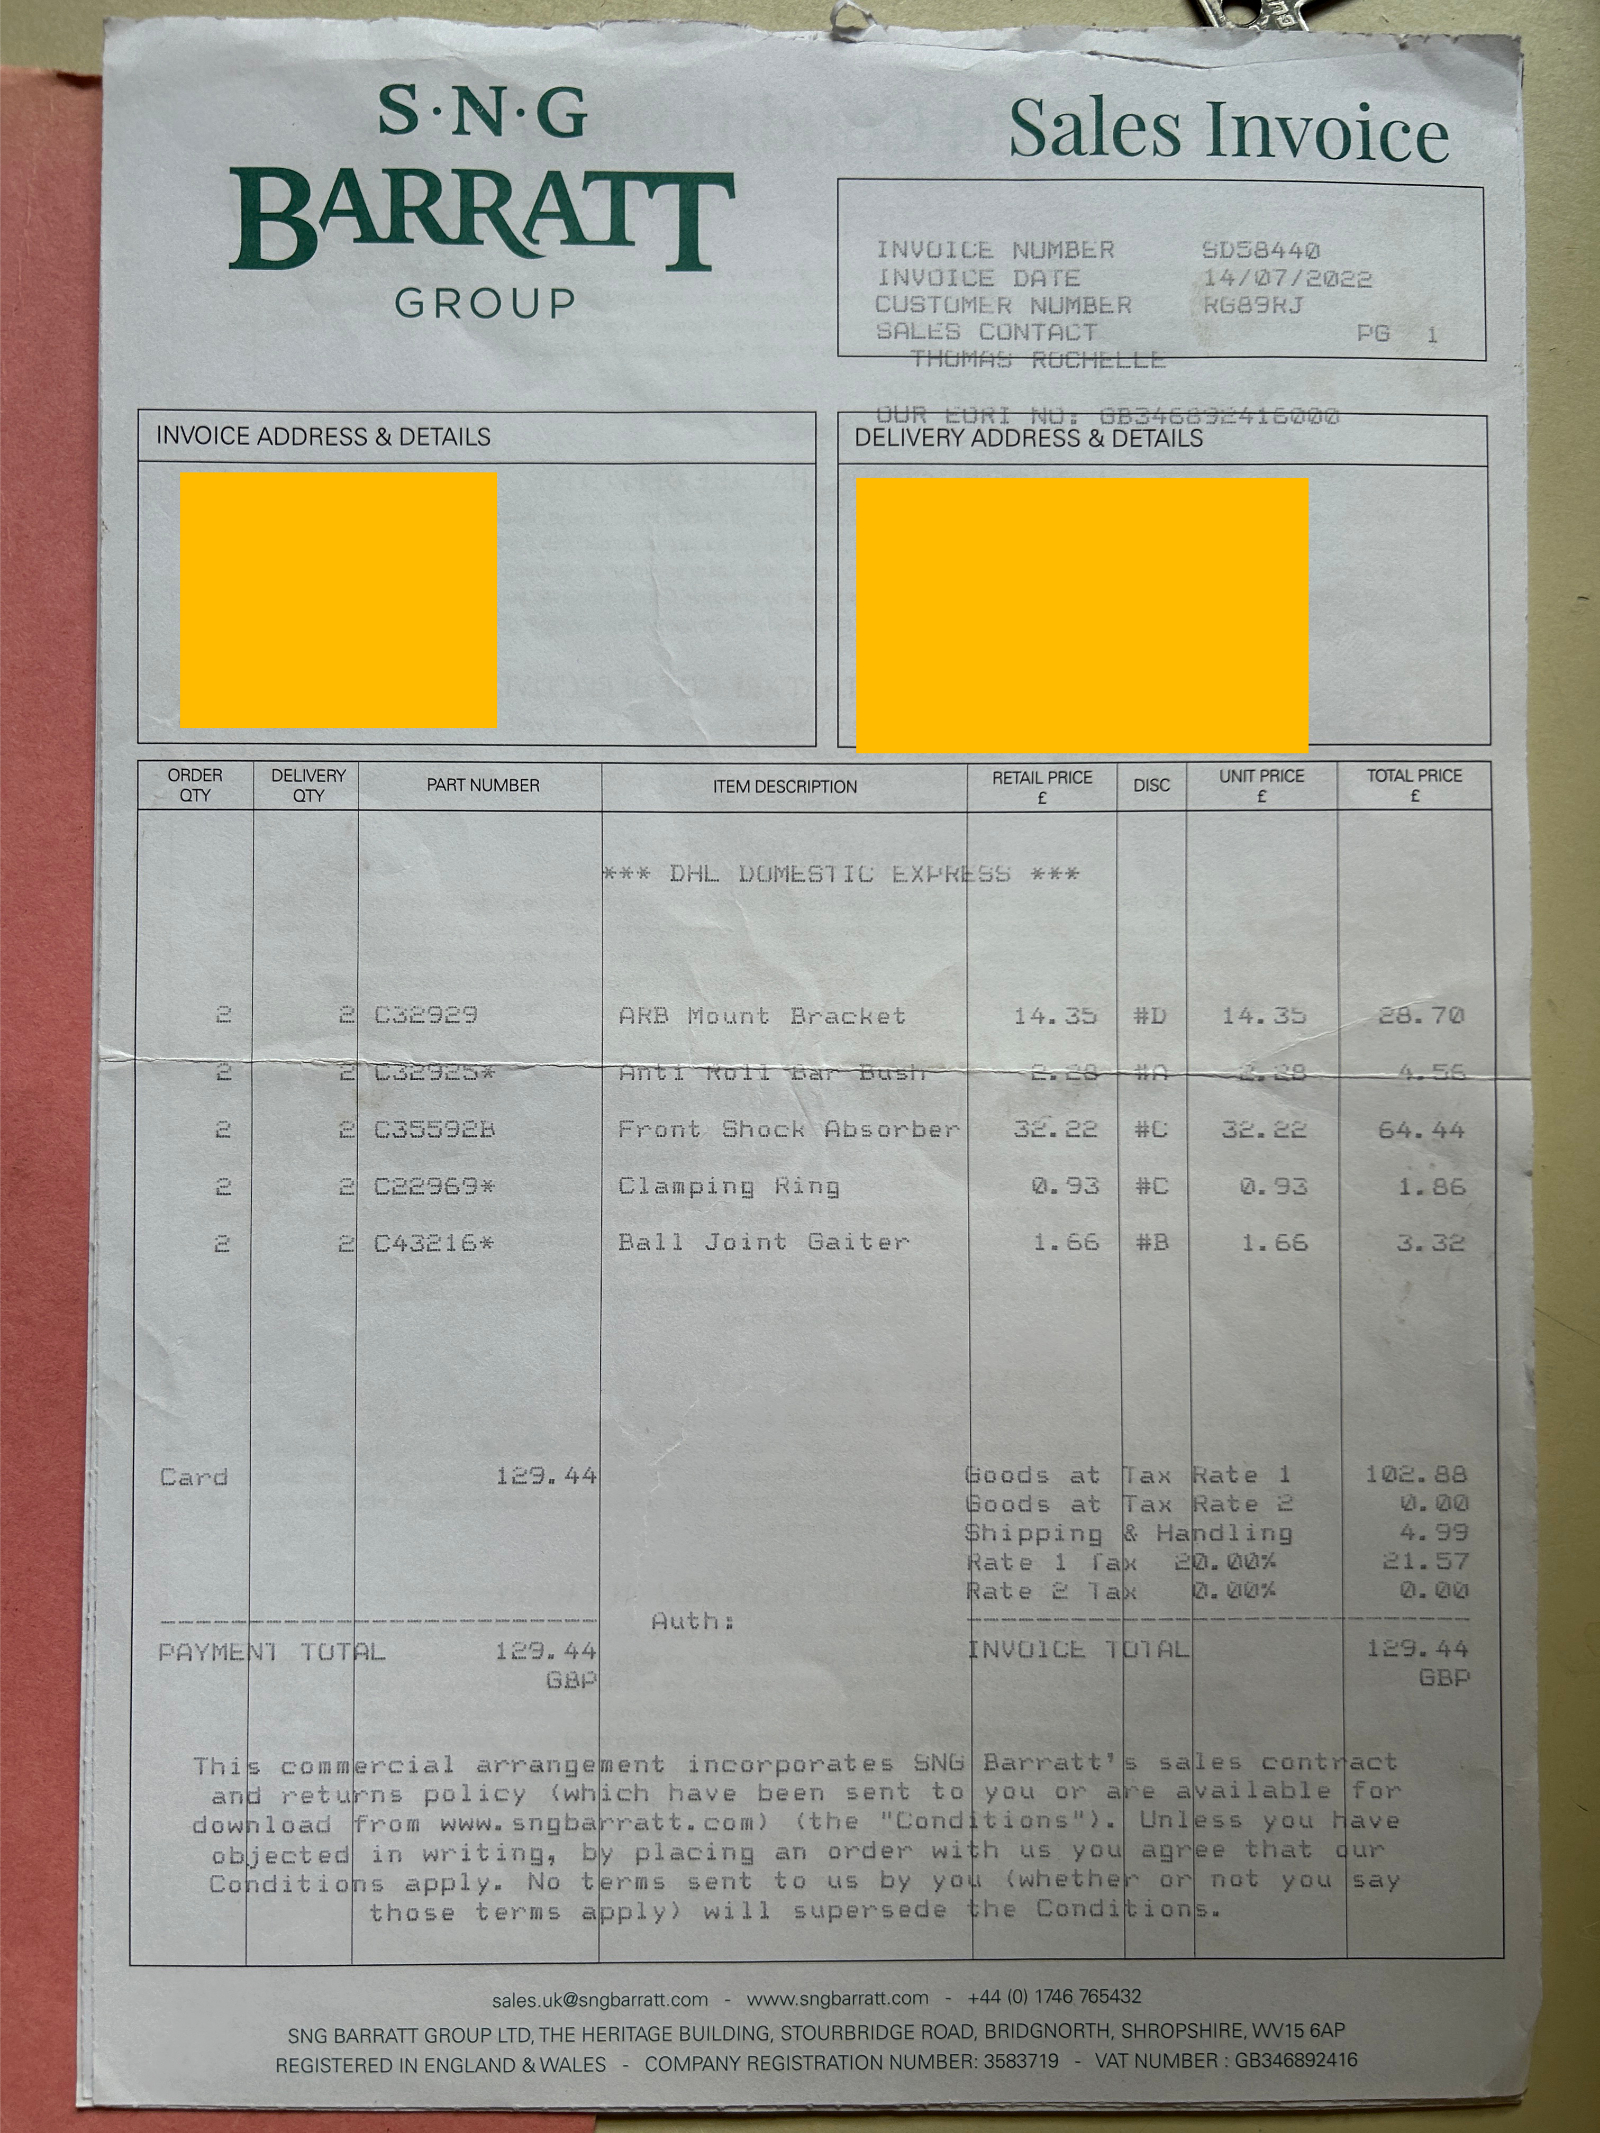 S·N·G
BARRATT
GROUP
Sales Invoice
INVOICE NUMBER SD58440
INVOICE DATE 14/07/2022
CUSTOMER NUMBER RG89RJ
SALES CONTACT PG 1
THOMAS ROCHELLE
OUR EORI NO: GB346892416000
INVOICE ADDRESS & DETAILS
DELIVERY ADDRESS & DETAILS
ORDER QTY DELIVERY QTY PART NUMBER ITEM DESCRIPTION RETAIL PRICE £ DISC UNIT PRICE £ TOTAL PRICE £
*** DHL DOMESTIC EXPRESS ***
2 2 C32929 ARB Mount Bracket 14.35 #D 14.35 28.70
2 2 C32925* Anti Roll Bar Bush 2.28 #A 2.28 4.56
2 2 C35592B Front Shock Absorber 32.22 #C 32.22 64.44
2 2 C22969* Clamping Ring 0.93 #C 0.93 1.86
2 2 C43216* Ball Joint Gaiter 1.66 #B 1.66 3.32
Card 129.44 Goods at Tax Rate 1 102.88
Goods at Tax Rate 2 0.00
Shipping & Handling 4.99
Rate 1 Tax 20.00% 21.57
Rate 2 Tax 0.00% 0.00
Auth:
PAYMENT TOTAL 129.44 INVOICE TOTAL 129.44
GBP GBP
This commercial arrangement incorporates SNG Barratt's sales contract
and returns policy (which have been sent to you or are available for
download from www.sngbarratt.com) (the "Conditions"). Unless you have
objected in writing, by placing an order with us you agree that our
Conditions apply. No terms sent to us by you (whether or not you say
those terms apply) will supersede the Conditions.
sales.uk@sngbarratt.com - www.sngbarratt.com - +44 (0) 1746 765432
SNG BARRATT GROUP LTD, THE HERITAGE BUILDING, STOURBRIDGE ROAD, BRIDGNORTH, SHROPSHIRE, WV15 6AP
REGISTERED IN ENGLAND & WALES - COMPANY REGISTRATION NUMBER: 3583719 - VAT NUMBER : GB346892416